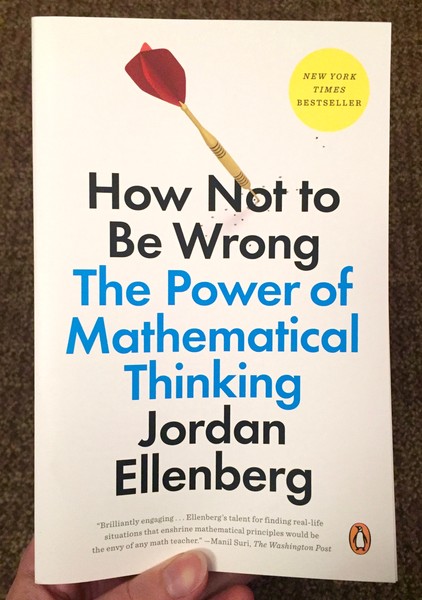 NEW YORK
TIMES
BESTSELLER
How Not to
Be Wrong
The Power of
Mathematical
Thinking
Jordan
Ellenberg
“Brilliantly engaging . . . Ellenberg’s talent for finding real-life
situations that enshrine mathematical principles would be
the envy of any math teacher.” —Manil Suri, The Washington Post